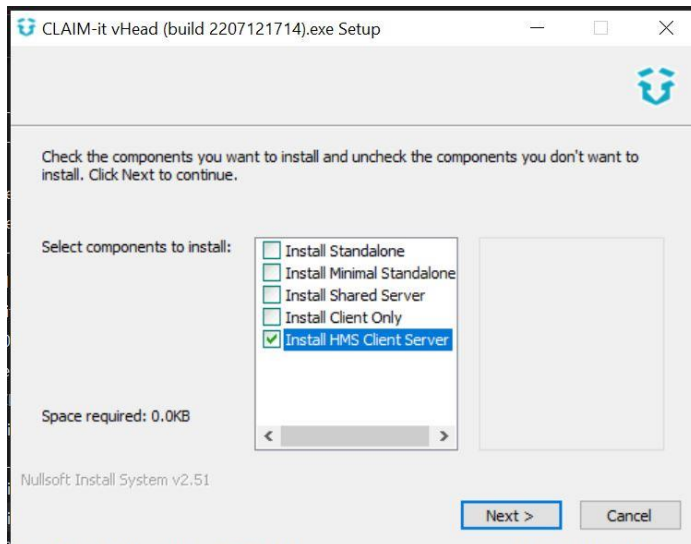 CLAIM-it vHead (build 2207121714).exe Setup
Check the components you want to install and uncheck the components you don't want to
install. Click Next to continue.
Select components to install:
Install Standalone
Install Minimal Standalone
Install Shared Server
Install Client Only
Install HMS Client Server
Space required: 0.0KB
Nullsoft Install System v2.51
Next >
Cancel